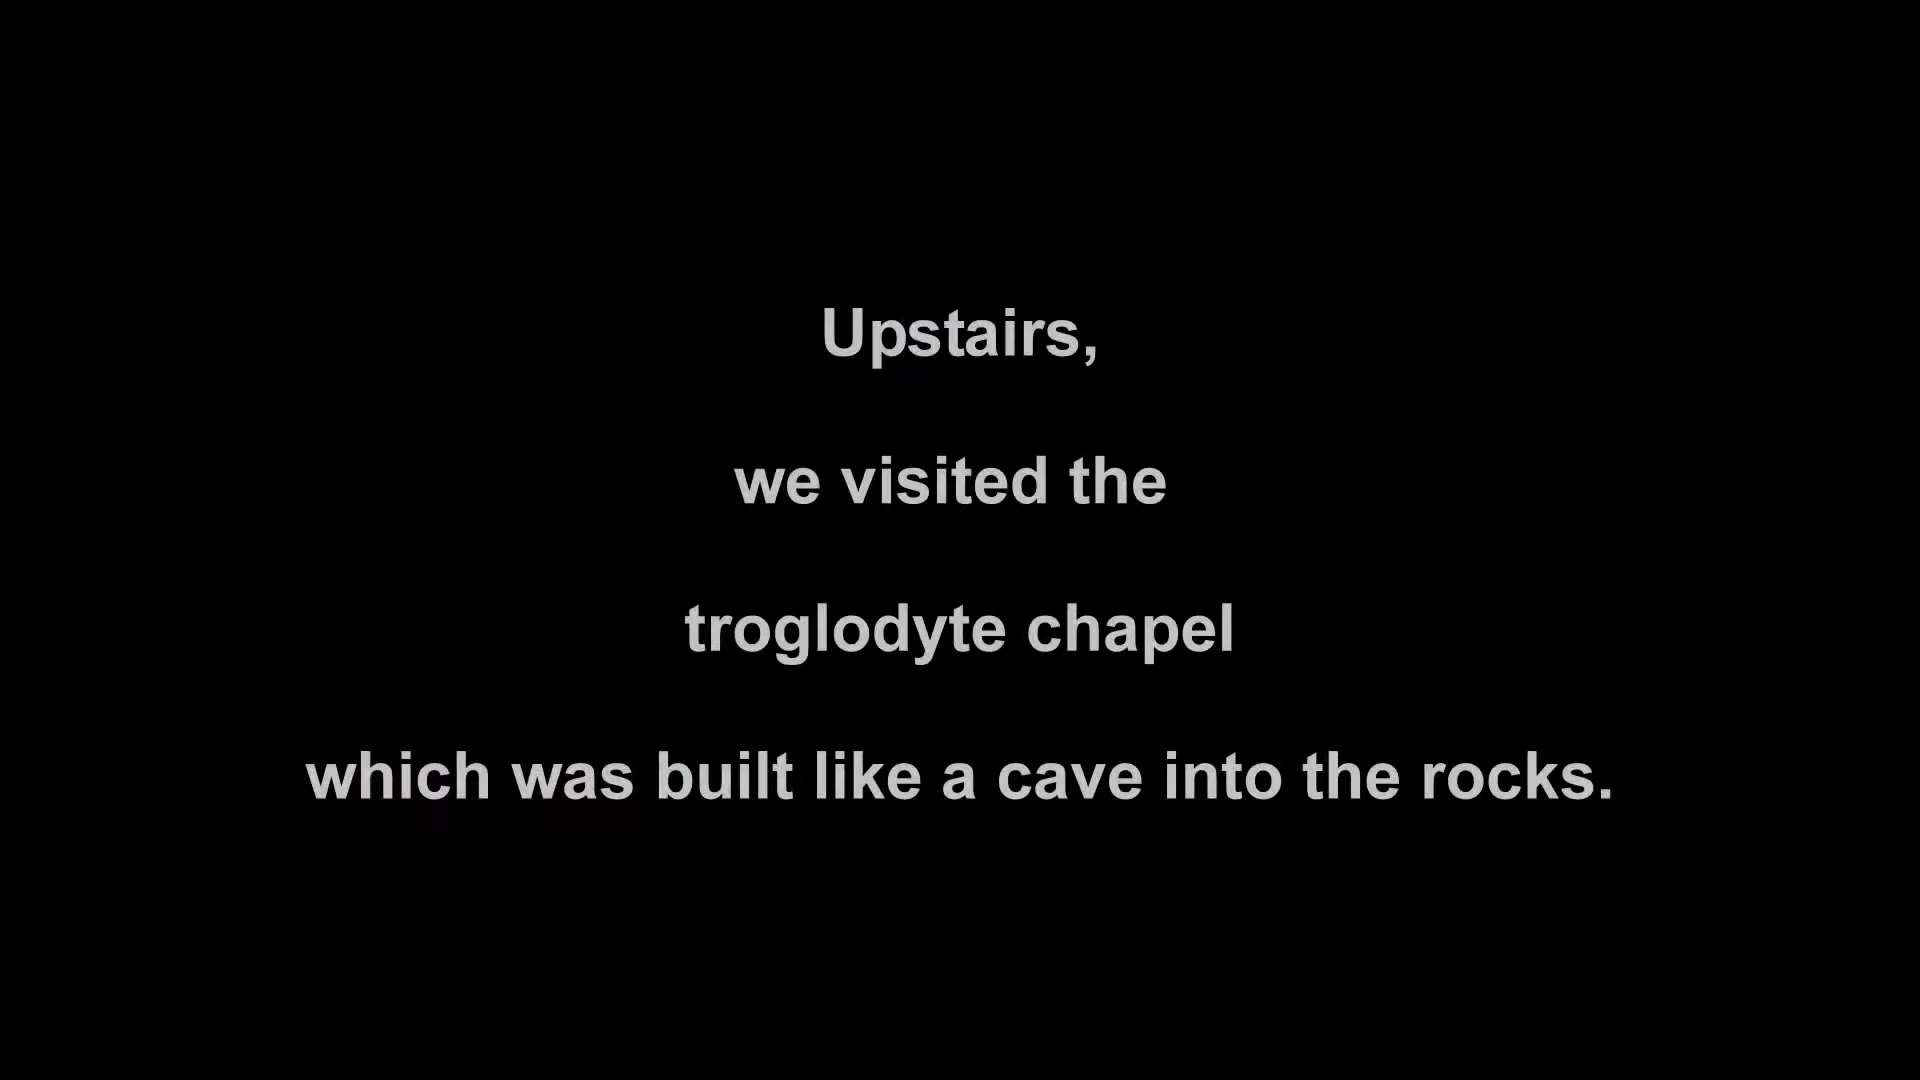 Upstairs,
we visited the
troglodyte chapel
which was built like a cave into the rocks.